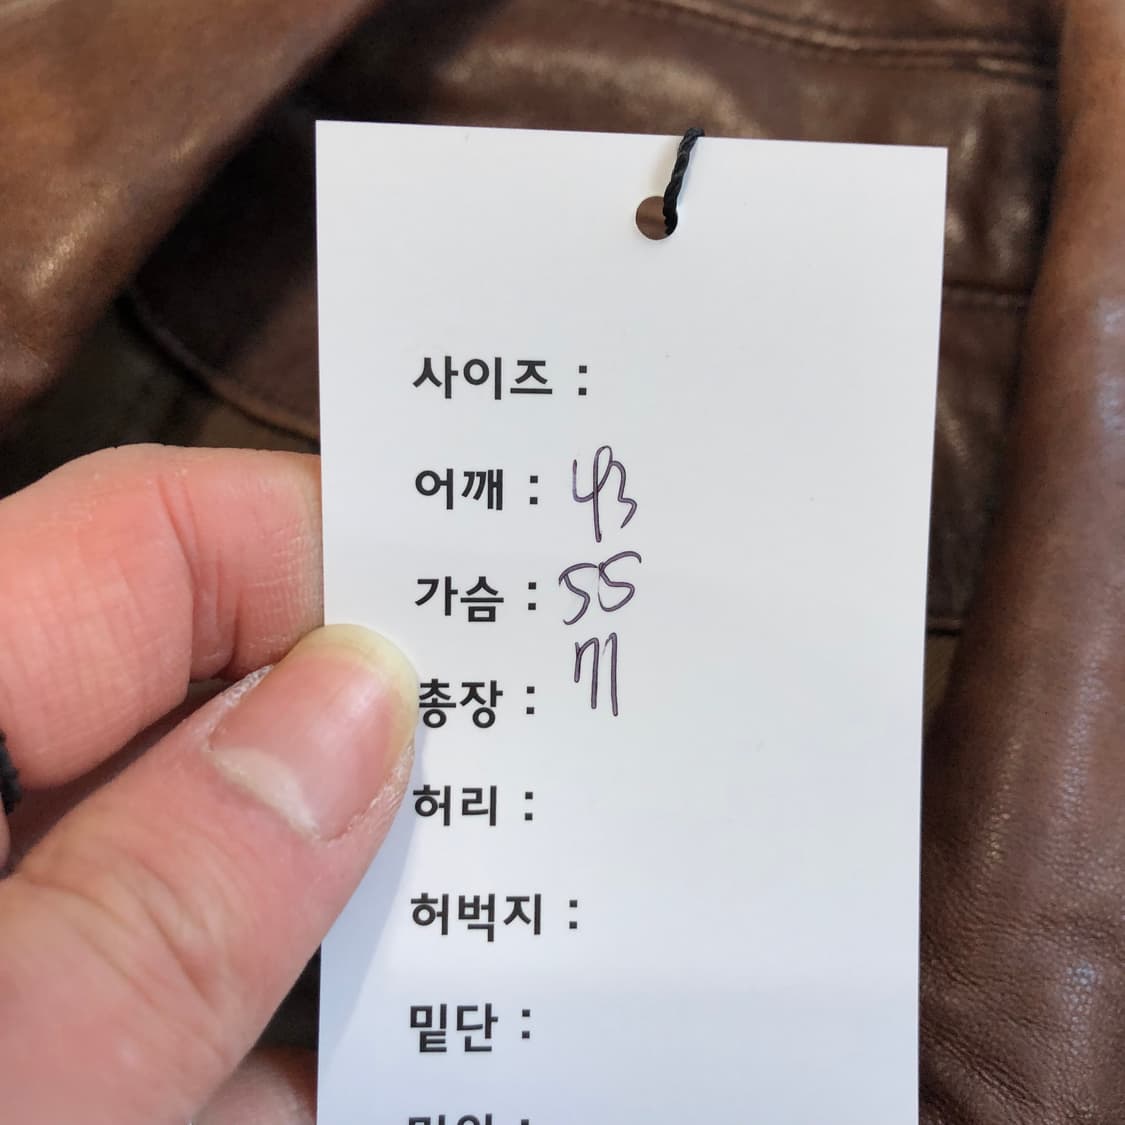 사이즈 :
어깨 : 43
가슴 : 55
총장 : 71
허리 :
허벅지 :
밑단 :